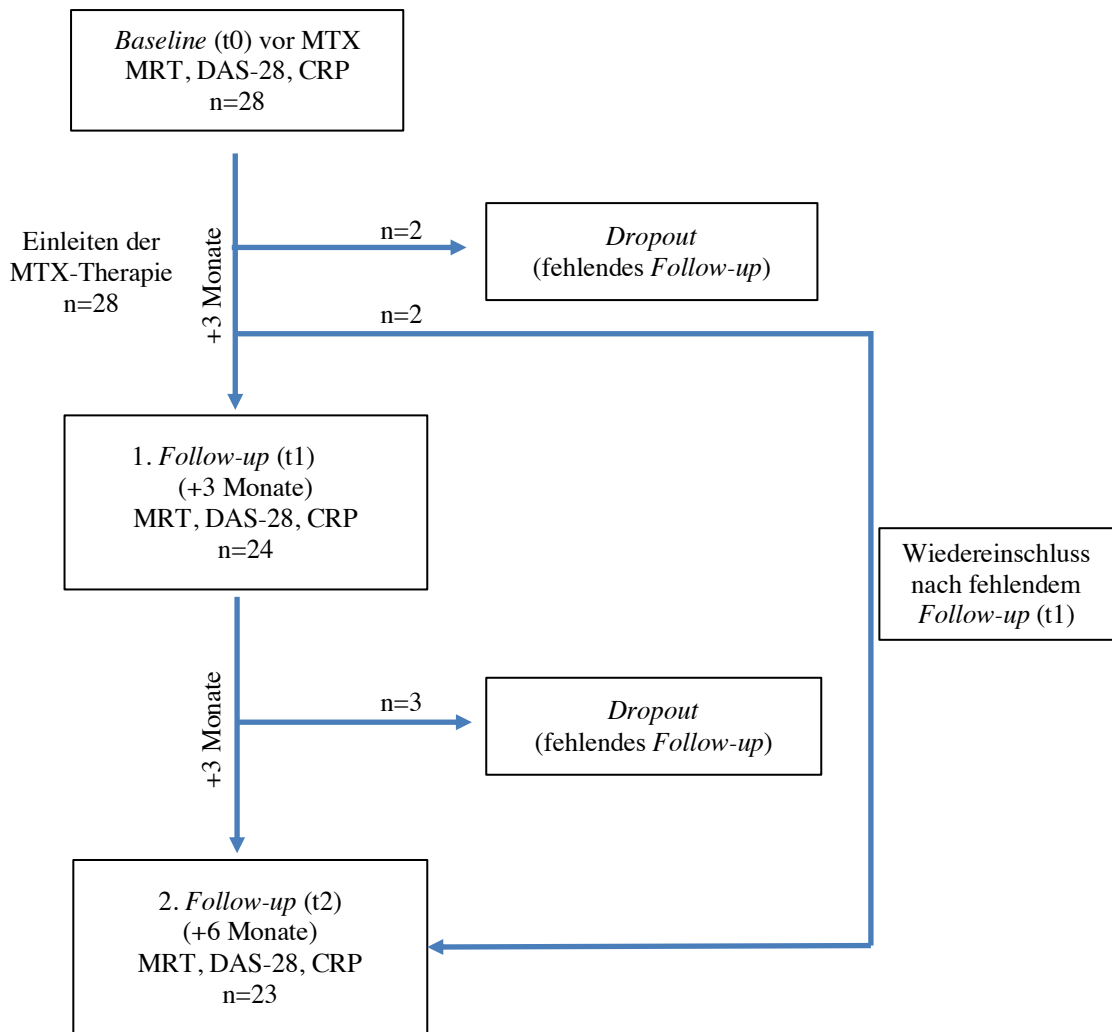 Baseline (t0) vor MTX
MRT, DAS-28, CRP
n=28
Einleiten der
MTX-Therapie
n=28
+3 Monate
n=2
Dropout
(fehlendes Follow-up)
n=2
1. Follow-up (t1)
(+3 Monate)
MRT, DAS-28, CRP
n=24
Wiedereinschluss
nach fehlendem
Follow-up (t1)
+3 Monate
n=3
Dropout
(fehlendes Follow-up)
2. Follow-up (t2)
(+6 Monate)
MRT, DAS-28, CRP
n=23